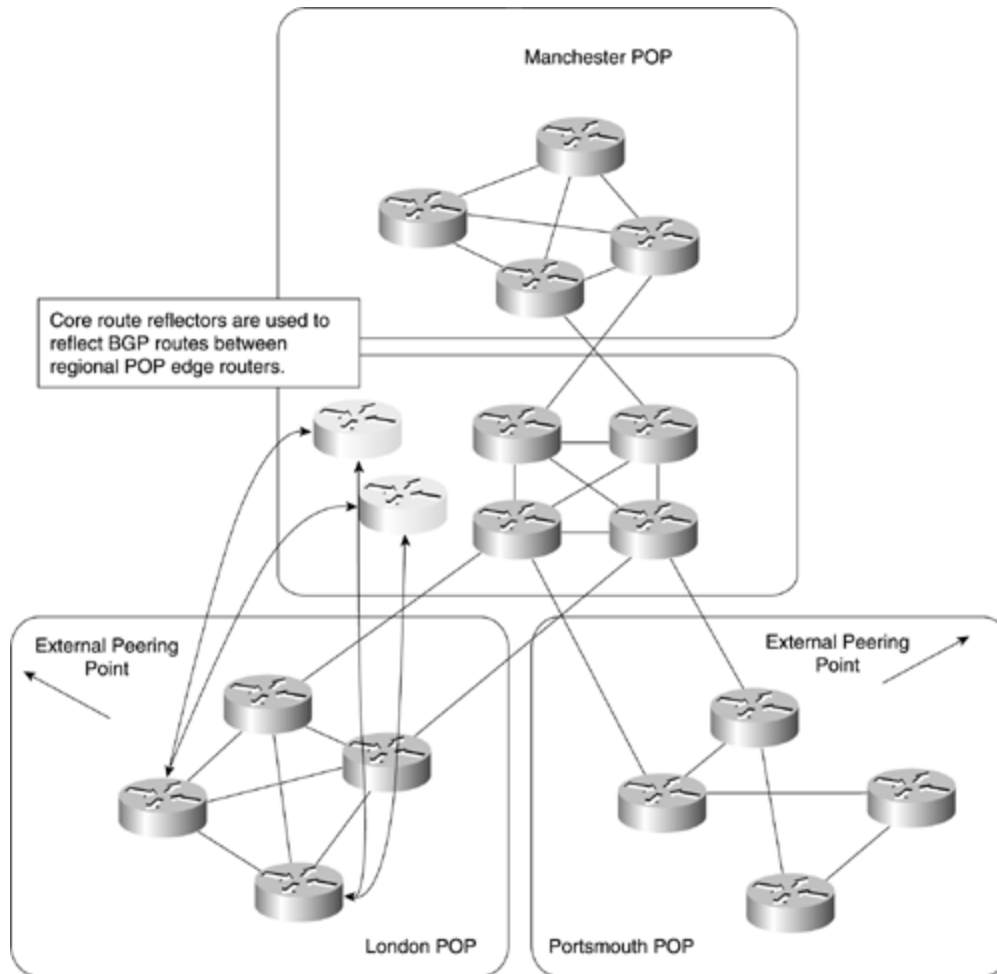 Manchester POP
Core route reflectors are used to
reflect BGP routes between
regional POP edge routers.
External Peering
Point
External Peering
Point
London POP
Portsmouth POP